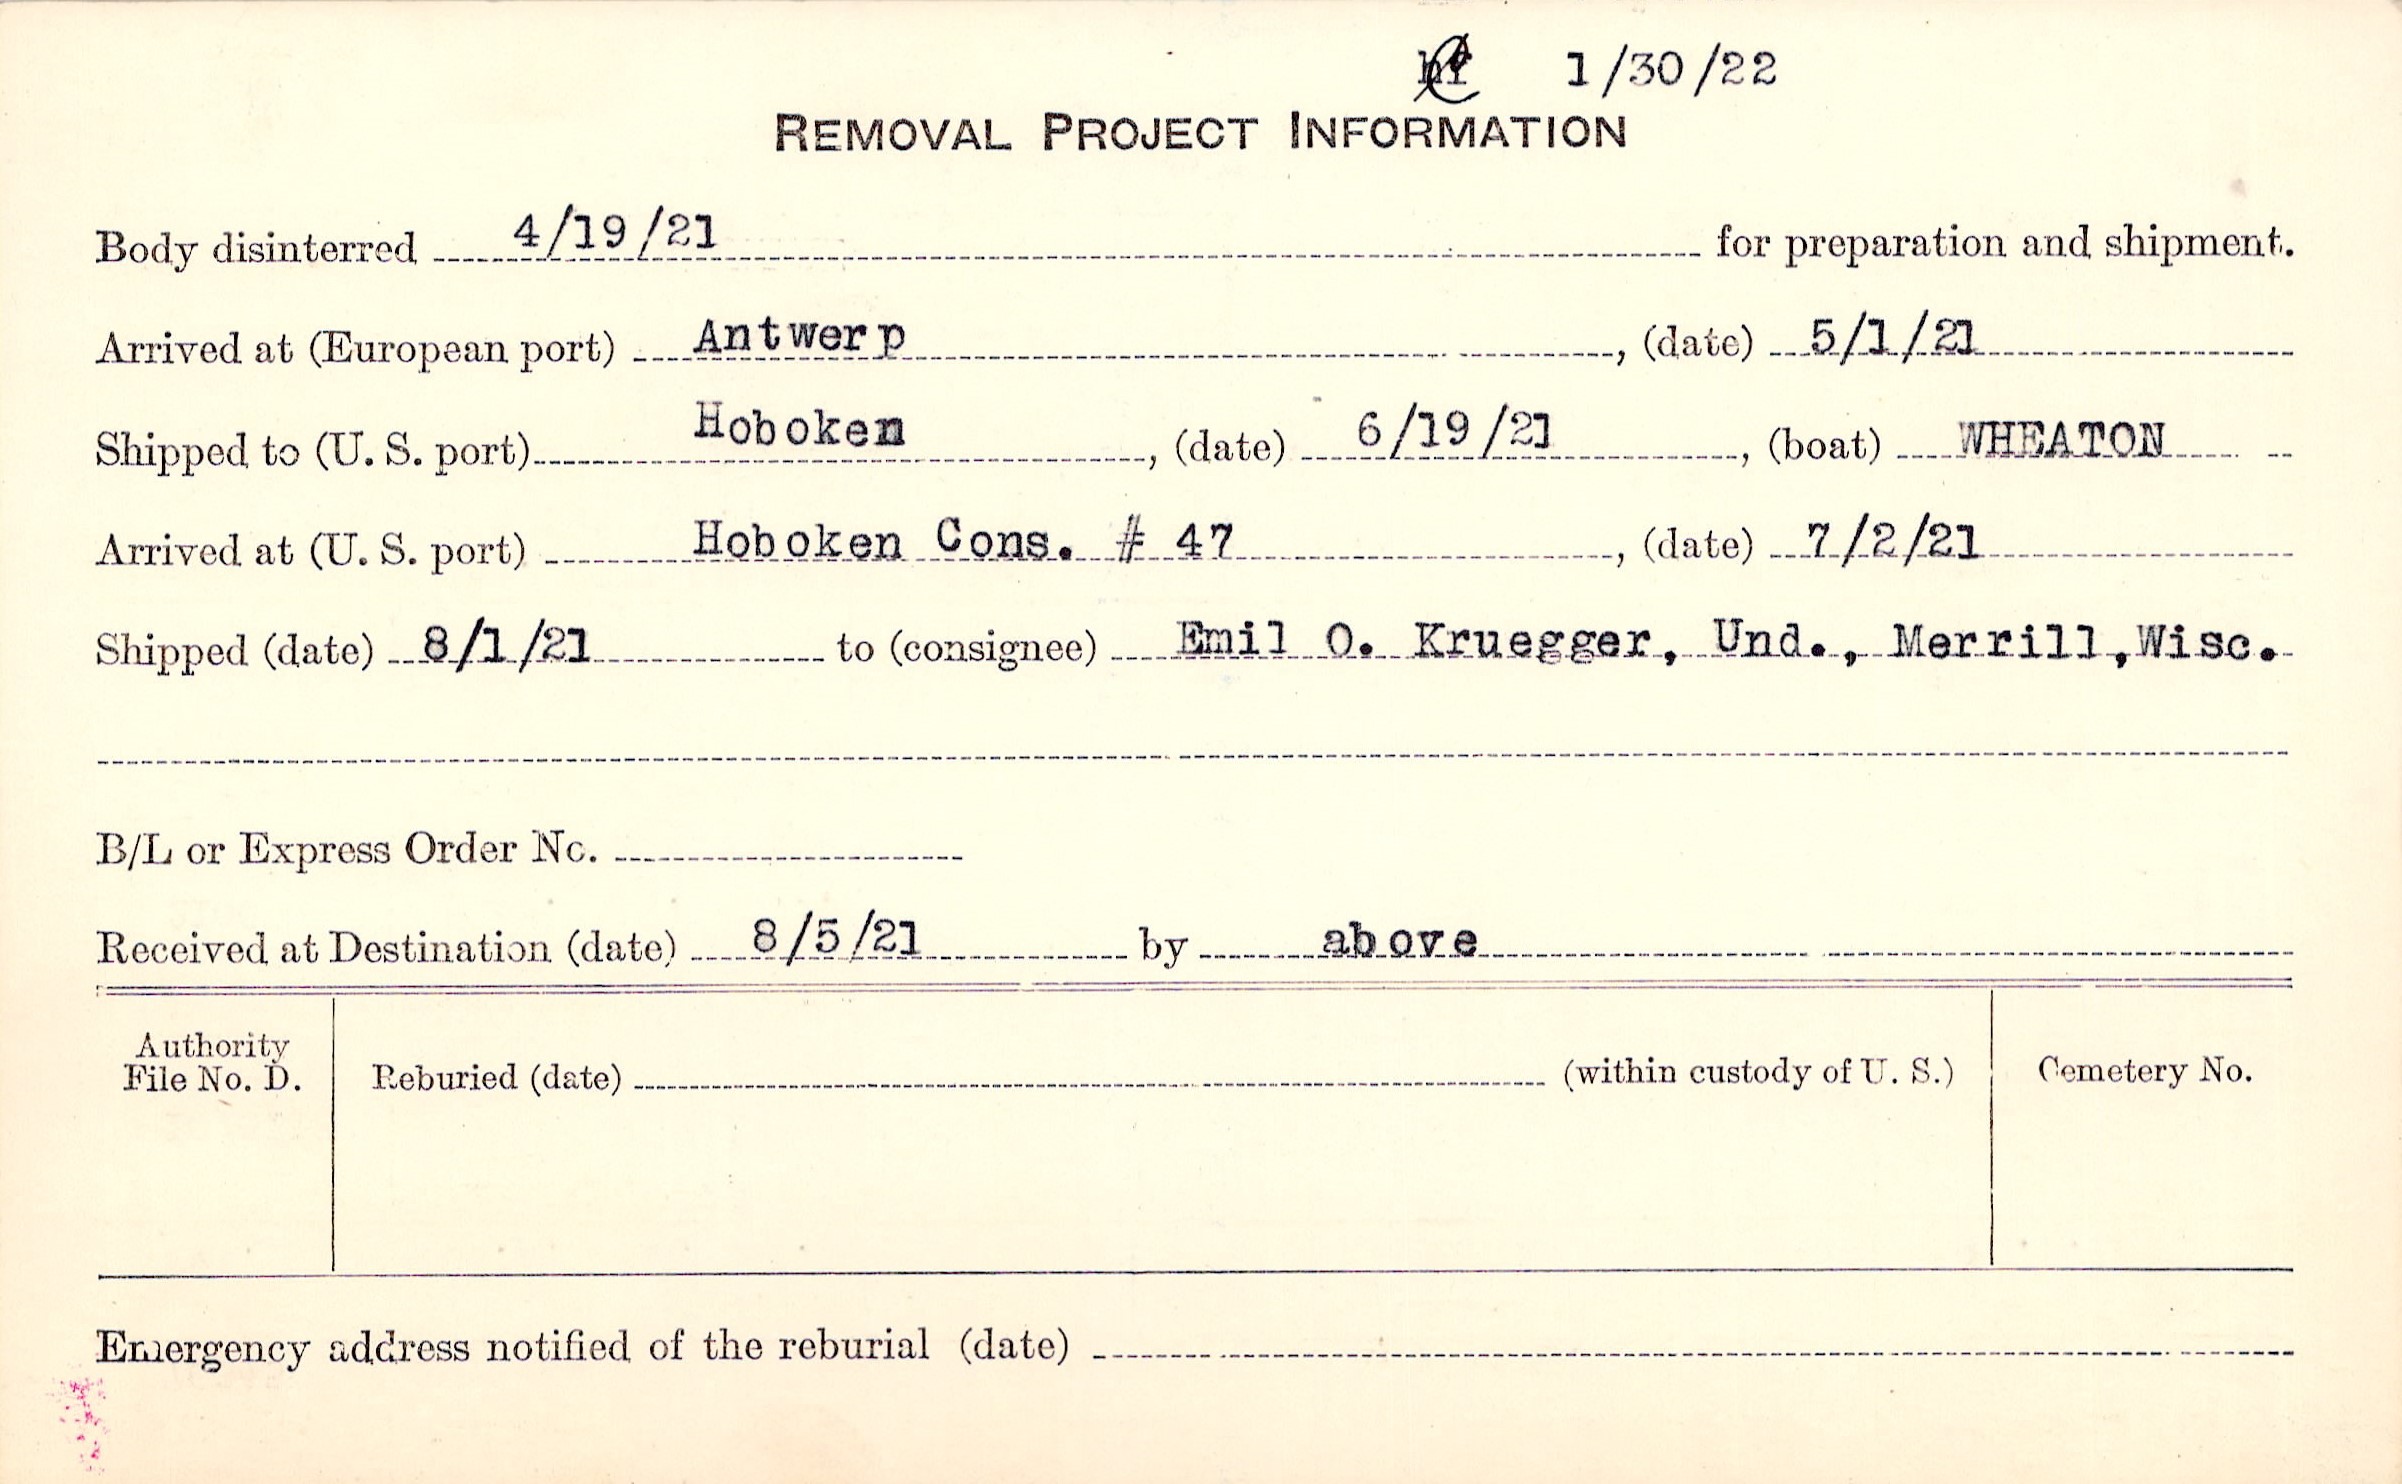 1/30/22
REMOVAL PROJECT INFORMATION
Body disinterred 4/19/21 for preparation and shipment.
Arrived at (European port) Antwerp, (date) 5/1/21
Shipped to (U. S. port) Hoboken, (date) 6/19/21, (boat) WHEATON
Arrived at (U. S. port) Hoboken Cons. # 47, (date) 7/2/21
Shipped (date) 8/1/21 to (consignee) Emil O. Kruegger, Und., Merrill,Wisc.
B/L or Express Order No.
Received at Destination (date) 8/5/21 by above
Authority
File No. D.
Reburied (date) (within custody of U. S.)
Cemetery No.
Emergency address notified of the reburial (date)